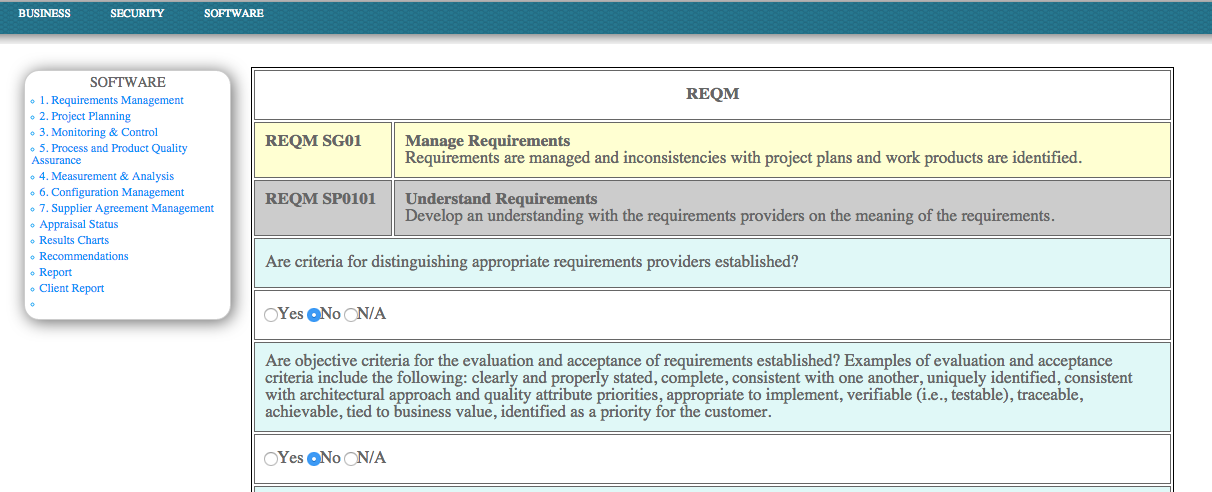 BUSINESS SECURITY SOFTWARE
SOFTWARE
1. Requirements Management
2. Project Planning
3. Monitoring & Control
5. Process and Product Quality
Assurance
4. Measurement & Analysis
6. Configuration Management
7. Supplier Agreement Management
Appraisal Status
Results Charts
Recommendations
Report
Client Report
REQM
REQM SG01
Manage Requirements
Requirements are managed and inconsistencies with project plans and work products are identified.
REQM SP0101
Understand Requirements
Develop an understanding with the requirements providers on the meaning of the requirements.
Are criteria for distinguishing appropriate requirements providers established?
Yes No N/A
Are objective criteria for the evaluation and acceptance of requirements established? Examples of evaluation and acceptance
criteria include the following: clearly and properly stated, complete, consistent with one another, uniquely identified, consistent
with architectural approach and quality attribute priorities, appropriate to implement, verifiable (i.e., testable), traceable,
achievable, tied to business value, identified as a priority for the customer.
Yes No N/A